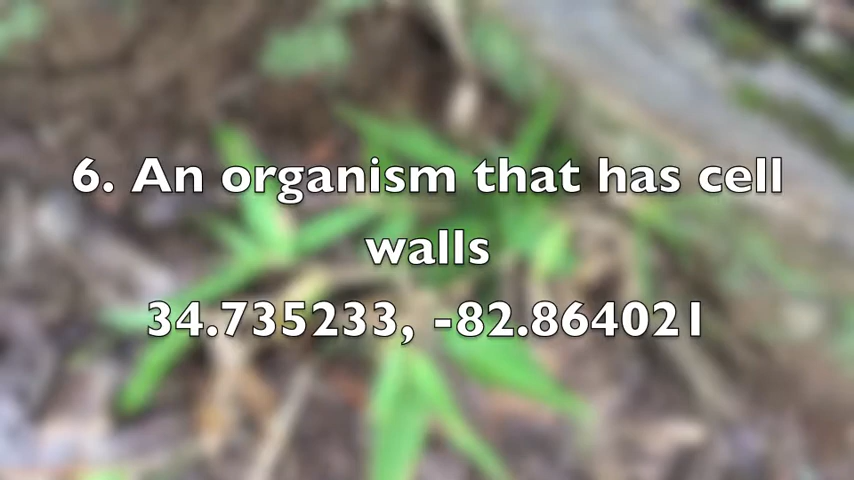 6. An organism that has cell
walls
34.735233, -82.864021